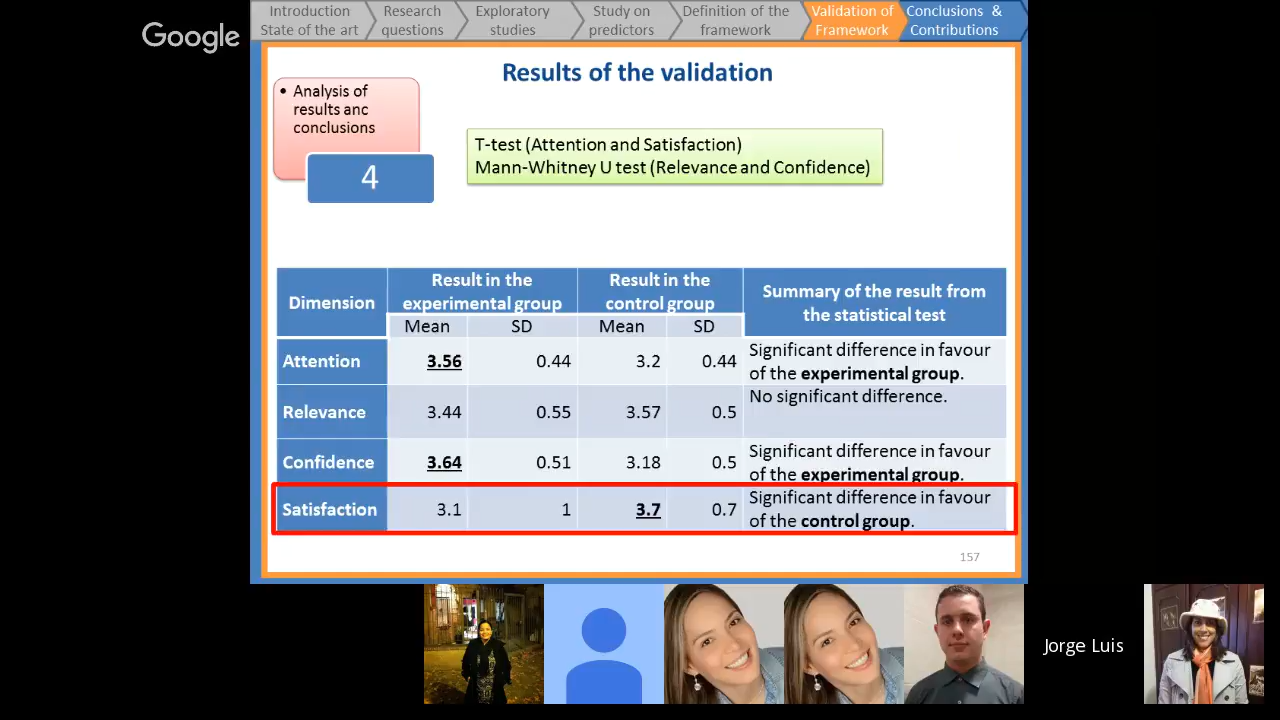 Google
Introduction
State of the art
Research
questions
Exploratory
studies
Study on
predictors
Definition of the
framework
Validation of
Framework
Conclusions &
Contributions
Results of the validation
• Analysis of
results anc
conclusions
4
T-test (Attention and Satisfaction)
Mann-Whitney U test (Relevance and Confidence)
Dimension
Result in the
experimental group
Result in the
control group
Summary of the result from
the statistical test
Mean SD Mean SD
Attention 3.56 0.44 3.2 0.44 Significant difference in favour
of the experimental group.
Relevance 3.44 0.55 3.57 0.5 No significant difference.
Confidence 3.64 0.51 3.18 0.5 Significant difference in favour
of the experimental group.
Satisfaction 3.1 1 3.7 0.7 Significant difference in favour
of the control group.
157
Jorge Luis